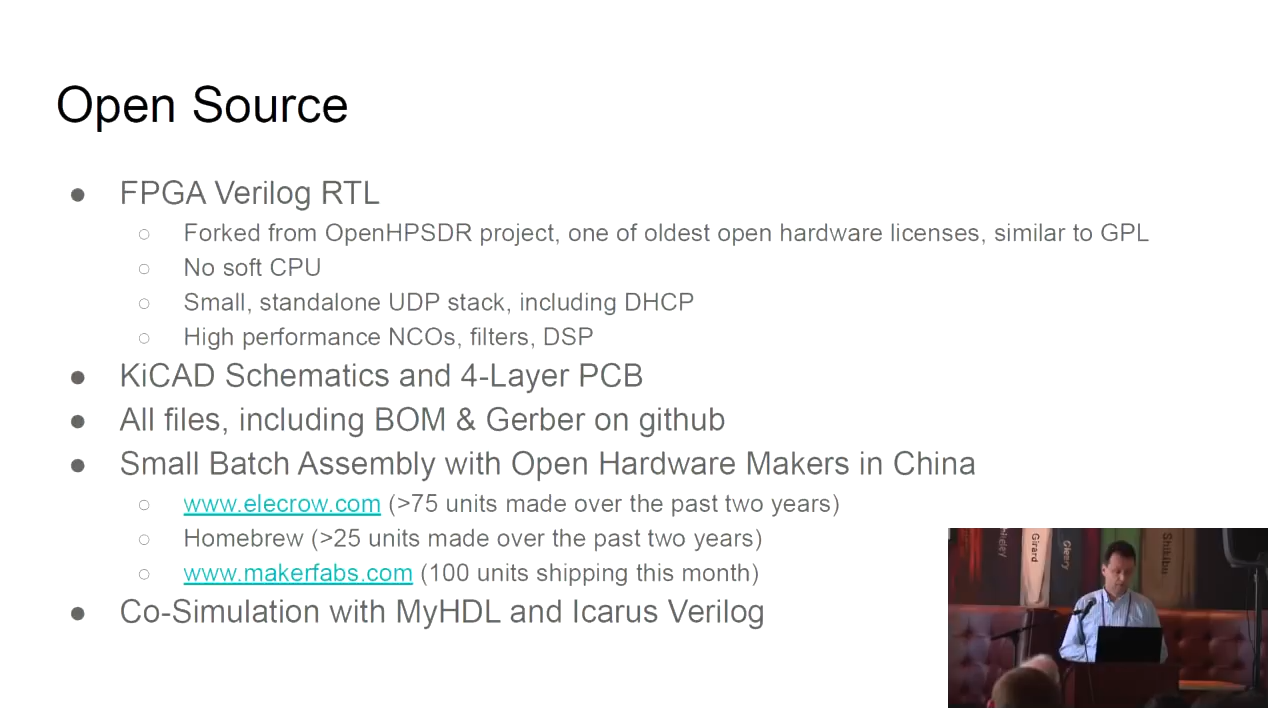 Open Source
● FPGA Verilog RTL
○ Forked from OpenHPSDR project, one of oldest open hardware licenses, similar to GPL
○ No soft CPU
○ Small, standalone UDP stack, including DHCP
○ High performance NCOs, filters, DSP
● KiCAD Schematics and 4-Layer PCB
● All files, including BOM & Gerber on github
● Small Batch Assembly with Open Hardware Makers in China
○ www.elecrow.com (>75 units made over the past two years)
○ Homebrew (>25 units made over the past two years)
○ www.makerfabs.com (100 units shipping this month)
● Co-Simulation with MyHDL and Icarus Verilog
Girard
Geary
Shikibu